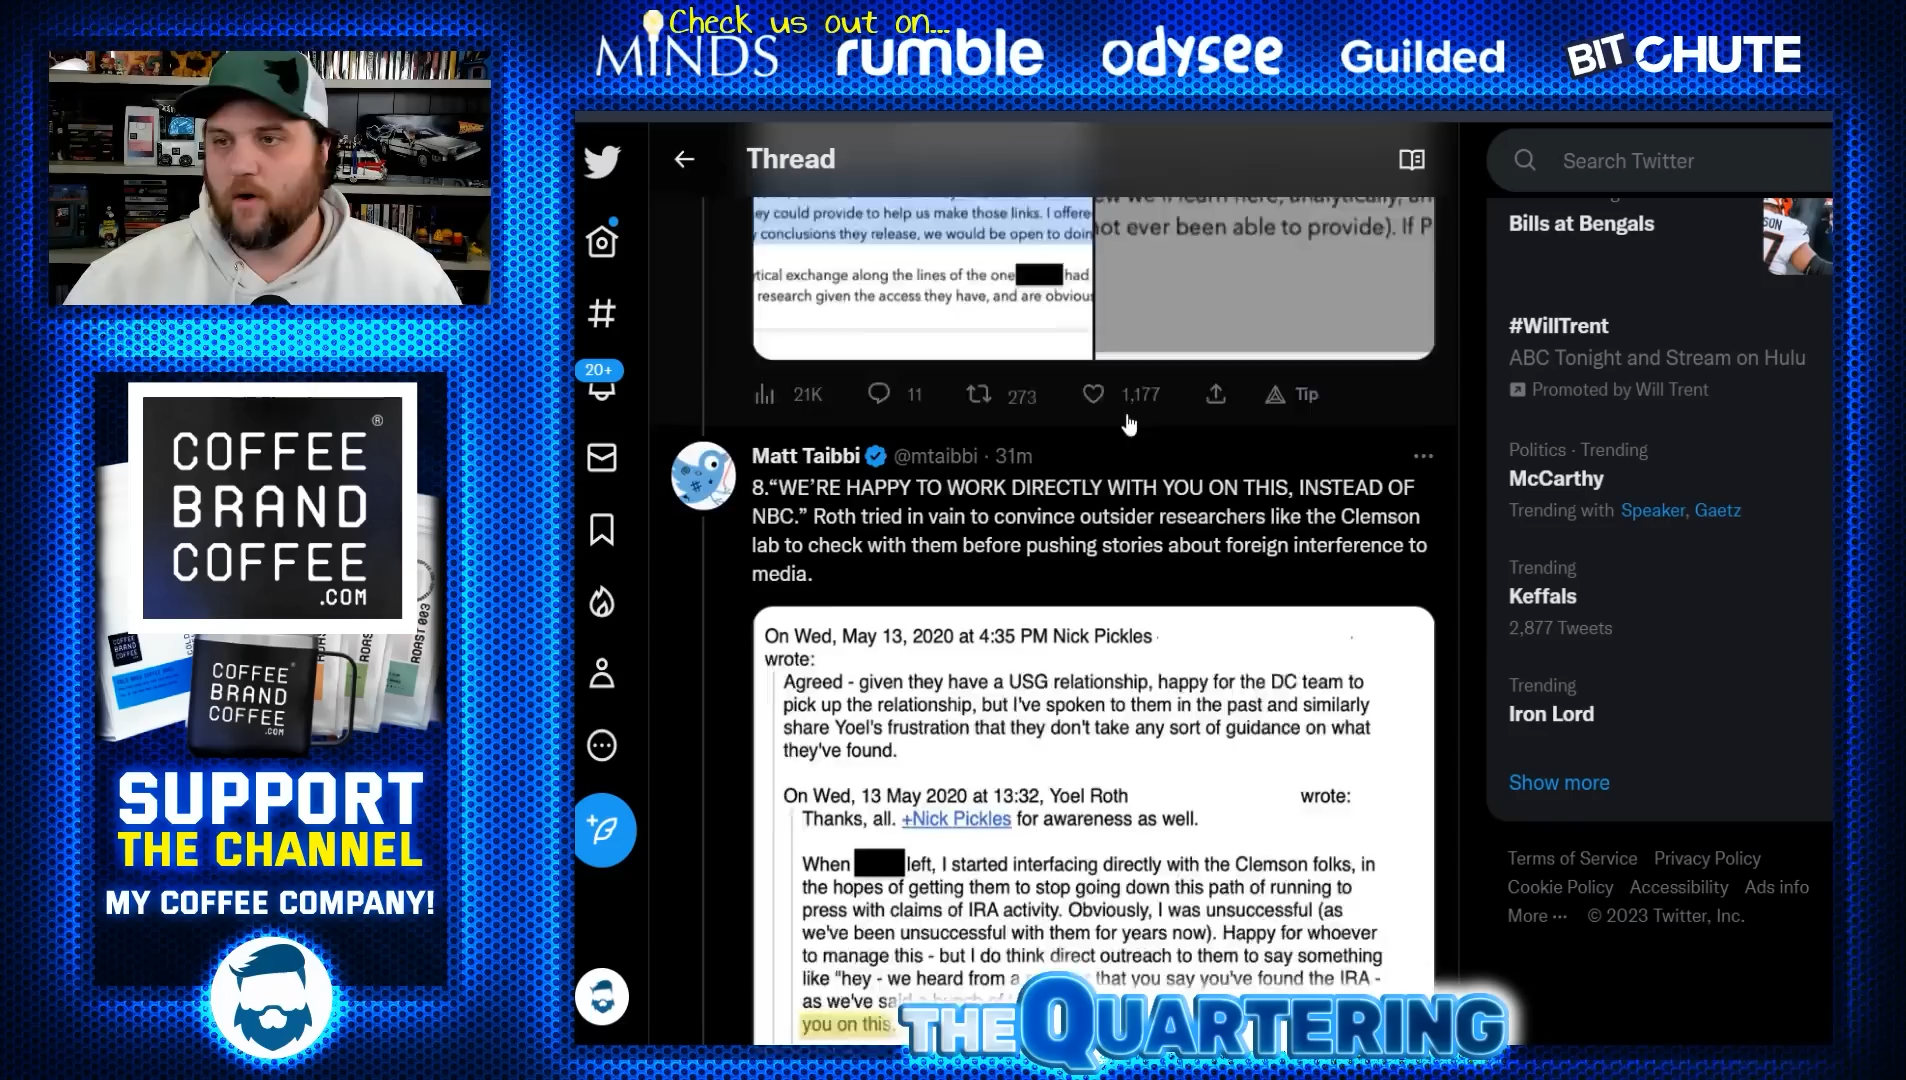 Check us out on...
MINDS
rumble
odysee
Guilded
BITCHUTE
COFFEE
BRAND
COFFEE
.COM
®
ROAST 003
COFFEE
BRAND
COFFEE
.COM
SUPPORT
THE CHANNEL
MY COFFEE COMPANY!
20+
Thread
ey could provide to help us make those links. I offere
conclusions they release, we would be open to doin
tical exchange along the lines of the one had
research given the access they have, and are obviou
not ever been able to provide). If P
21K 11 273 1,177 Tip
Matt Taibbi @mtaibbi · 31m
8.“WE’RE HAPPY TO WORK DIRECTLY WITH YOU ON THIS, INSTEAD OF
NBC.” Roth tried in vain to convince outsider researchers like the Clemson
lab to check with them before pushing stories about foreign interference to
media.
On Wed, May 13, 2020 at 4:35 PM Nick Pickles
wrote:
Agreed - given they have a USG relationship, happy for the DC team to
pick up the relationship, but I've spoken to them in the past and similarly
share Yoel's frustration that they don't take any sort of guidance on what
they've found.
On Wed, 13 May 2020 at 13:32, Yoel Roth wrote:
Thanks, all. +Nick Pickles for awareness as well.
When left, I started interfacing directly with the Clemson folks, in
the hopes of getting them to stop going down this path of running to
press with claims of IRA activity. Obviously, I was unsuccessful (as
we've been unsuccessful with them for years now). Happy for whoever
to manage this - but I do think direct outreach to them to say something
like "hey - we heard from a that you say you've found the IRA -
as we've
you on this.
THE QUARTERING
Search Twitter
Bills at Bengals
#WillTrent
ABC Tonight and Stream on Hulu
Promoted by Will Trent
Politics · Trending
McCarthy
Trending with Speaker, Gaetz
Trending
Keffals
2,877 Tweets
Trending
Iron Lord
Show more
Terms of Service Privacy Policy
Cookie Policy Accessibility Ads info
More ··· © 2023 Twitter, Inc.